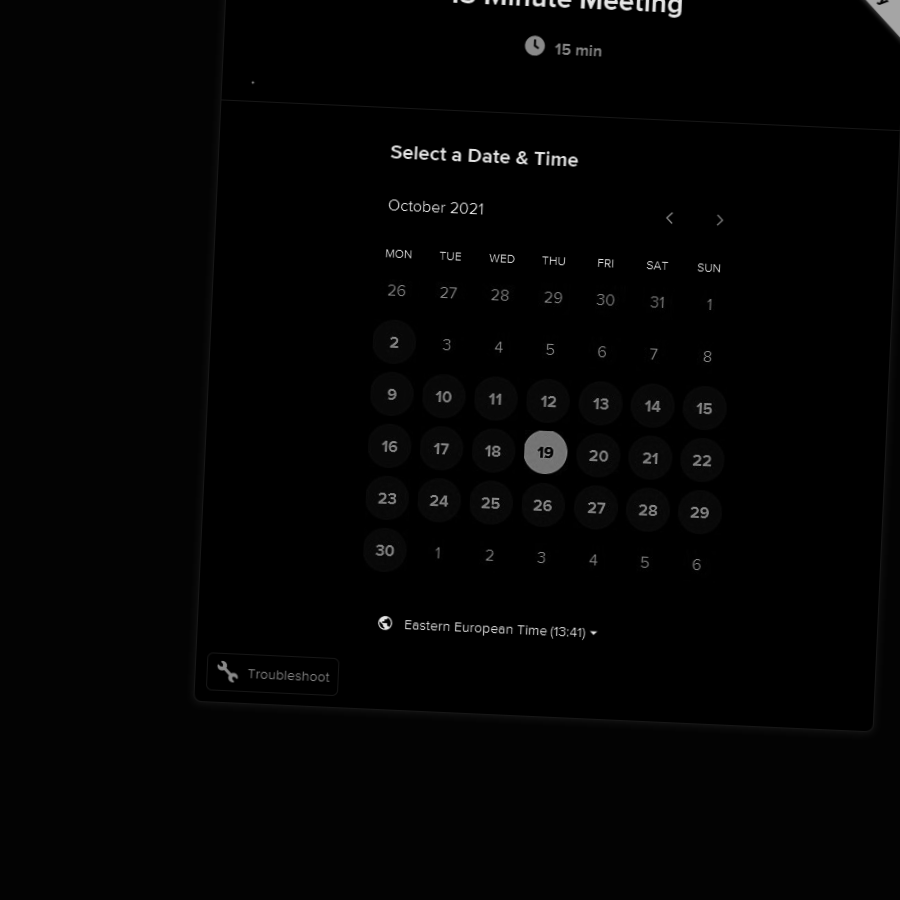 15 Minute Meeting
15 min
Select a Date & Time
October 2021
MON TUE WED THU FRI SAT SUN
26 27 28 29 30 31 1
2 3 4 5 6 7 8
9 10 11 12 13 14 15
16 17 18 19 20 21 22
23 24 25 26 27 28 29
30 1 2 3 4 5 6
Eastern European Time (13:41)
Troubleshoot